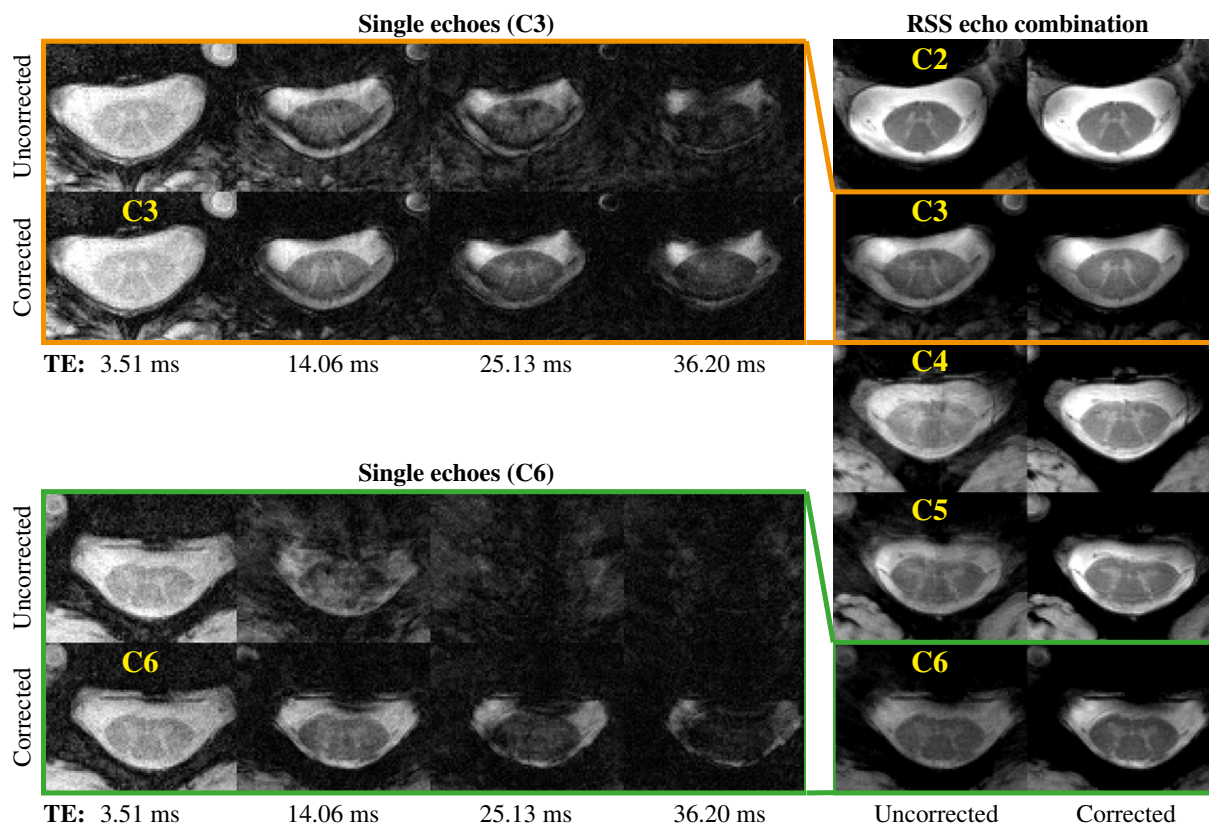 Single echoes (C3)
RSS echo combination
Uncorrected
Corrected
C3
TE: 3.51 ms 14.06 ms 25.13 ms 36.20 ms
C2
C3
C4
C5
C6
Uncorrected Corrected
Single echoes (C6)
Uncorrected
Corrected
C6
TE: 3.51 ms 14.06 ms 25.13 ms 36.20 ms